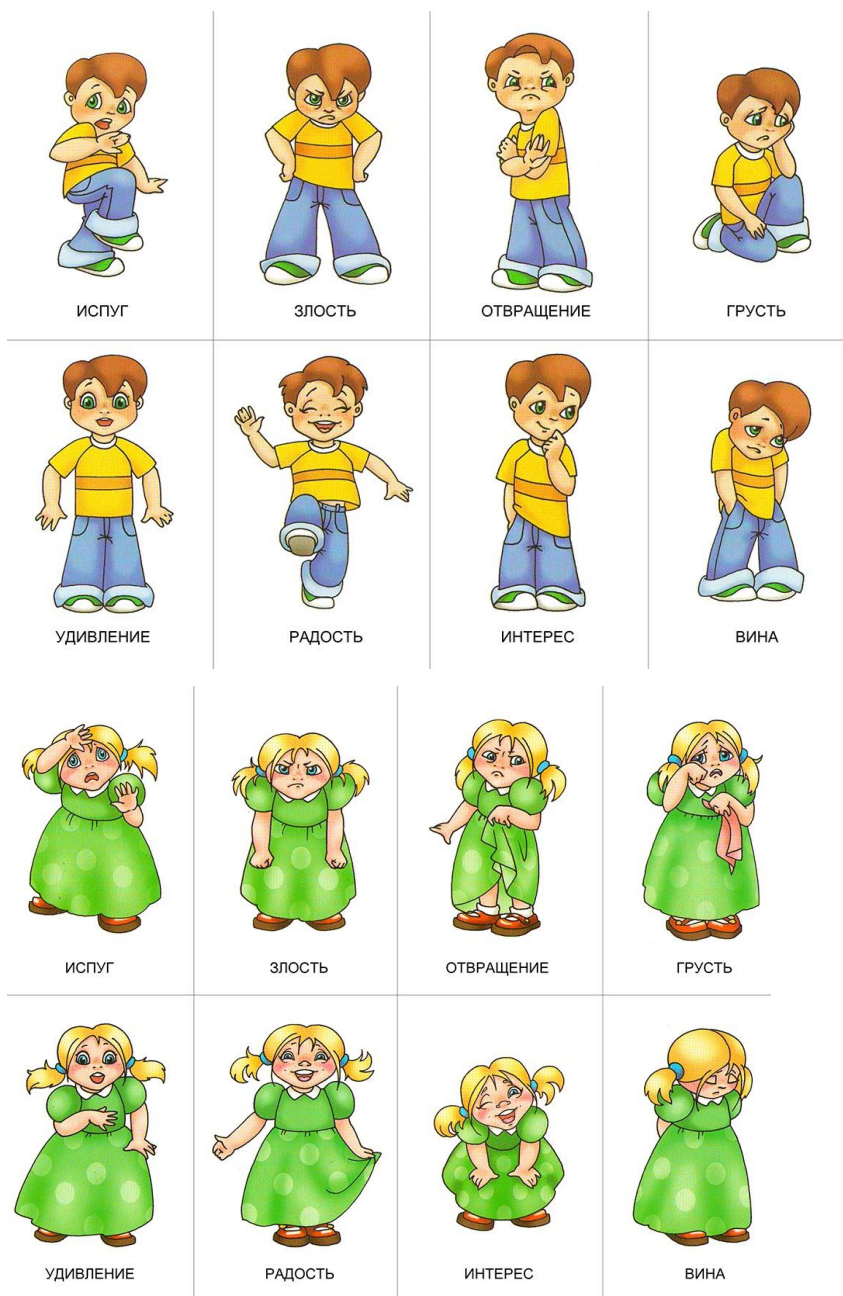 ИСПУГ
ЗЛОСТЬ
ОТВРАЩЕНИЕ
ГРУСТЬ
УДИВЛЕНИЕ
РАДОСТЬ
ИНТЕРЕС
ВИНА
ИСПУГ
ЗЛОСТЬ
ОТВРАЩЕНИЕ
ГРУСТЬ
УДИВЛЕНИЕ
РАДОСТЬ
ИНТЕРЕС
ВИНА